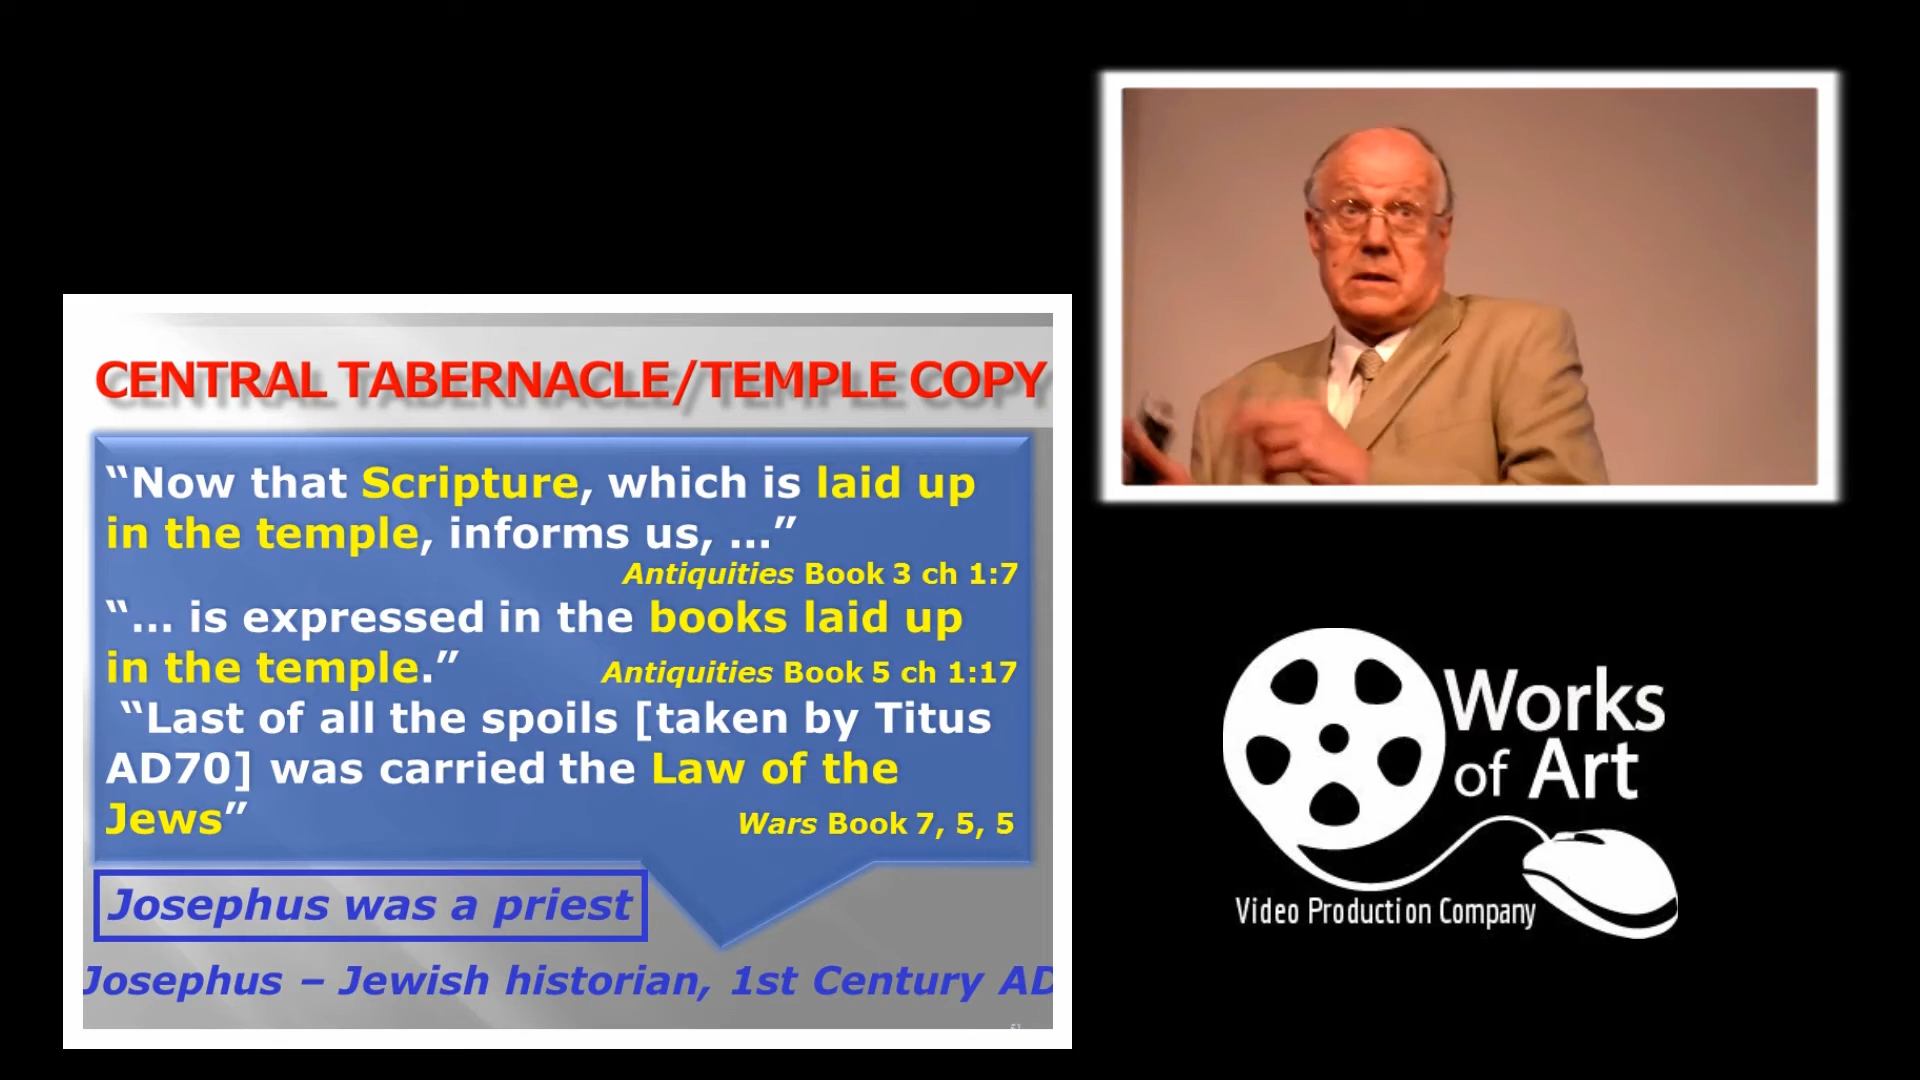 CENTRAL TABERNACLE/TEMPLE COPY
“Now that Scripture, which is laid up
in the temple, informs us, …”
Antiquities Book 3 ch 1:7
“… is expressed in the books laid up
in the temple.” Antiquities Book 5 ch 1:17
“Last of all the spoils [taken by Titus
AD70] was carried the Law of the
Jews” Wars Book 7, 5, 5
Josephus was a priest
Josephus – Jewish historian, 1st Century AD
Works
of Art
Video Production Company